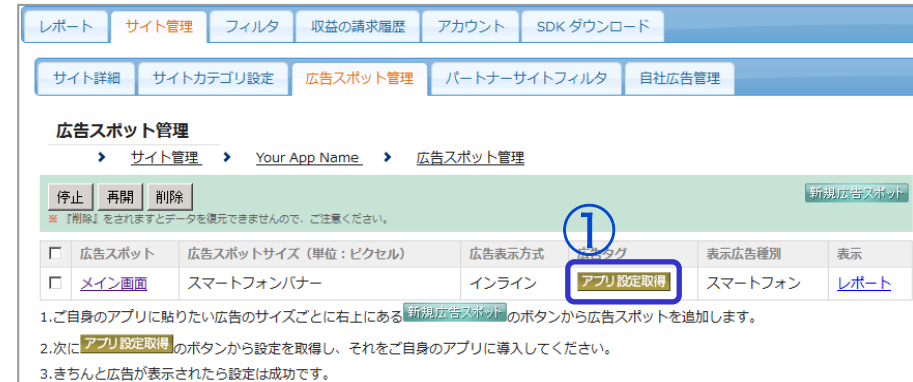 レポート サイト管理 フィルタ 収益の請求履歴 アカウント SDK ダウンロード
サイト詳細 サイトカテゴリ設定 広告スポット管理 パートナーサイトフィルタ 自社広告管理
広告スポット管理
› サイト管理 › Your App Name › 広告スポット管理
停止 再開 削除 新規広告スポット
※ 『削除』をされますとデータを復元できませんので、ご注意ください。
①
広告スポット 広告スポットサイズ（単位：ピクセル） 広告表示方式 広告タグ 表示広告種別 表示
メイン画面 スマートフォンバナー インライン アプリ設定取得 スマートフォン レポート
1.ご自身のアプリに貼りたい広告のサイズごとに右上にある 新規広告スポット のボタンから広告スポットを追加します。
2.次に アプリ設定取得 のボタンから設定を取得し、それをご自身のアプリに導入してください。
3.きちんと広告が表示されたら設定は成功です。